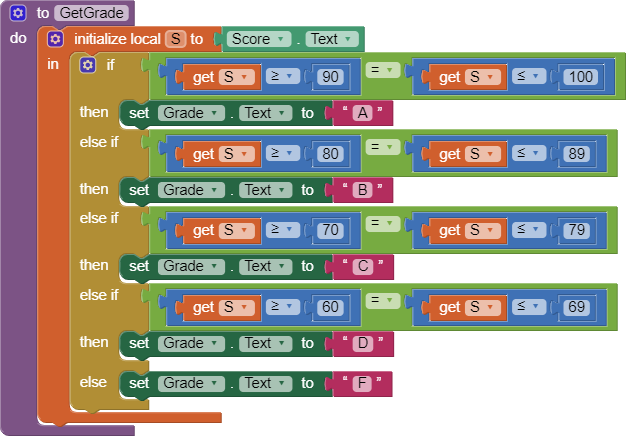 to GetGrade
do initialize local S to Score . Text
in if get S ≥ 90 = get S ≤ 100
then set Grade . Text to “ A ”
else if get S ≥ 80 = get S ≤ 89
then set Grade . Text to “ B ”
else if get S ≥ 70 = get S ≤ 79
then set Grade . Text to “ C ”
else if get S ≥ 60 = get S ≤ 69
then set Grade . Text to “ D ”
else set Grade . Text to “ F ”